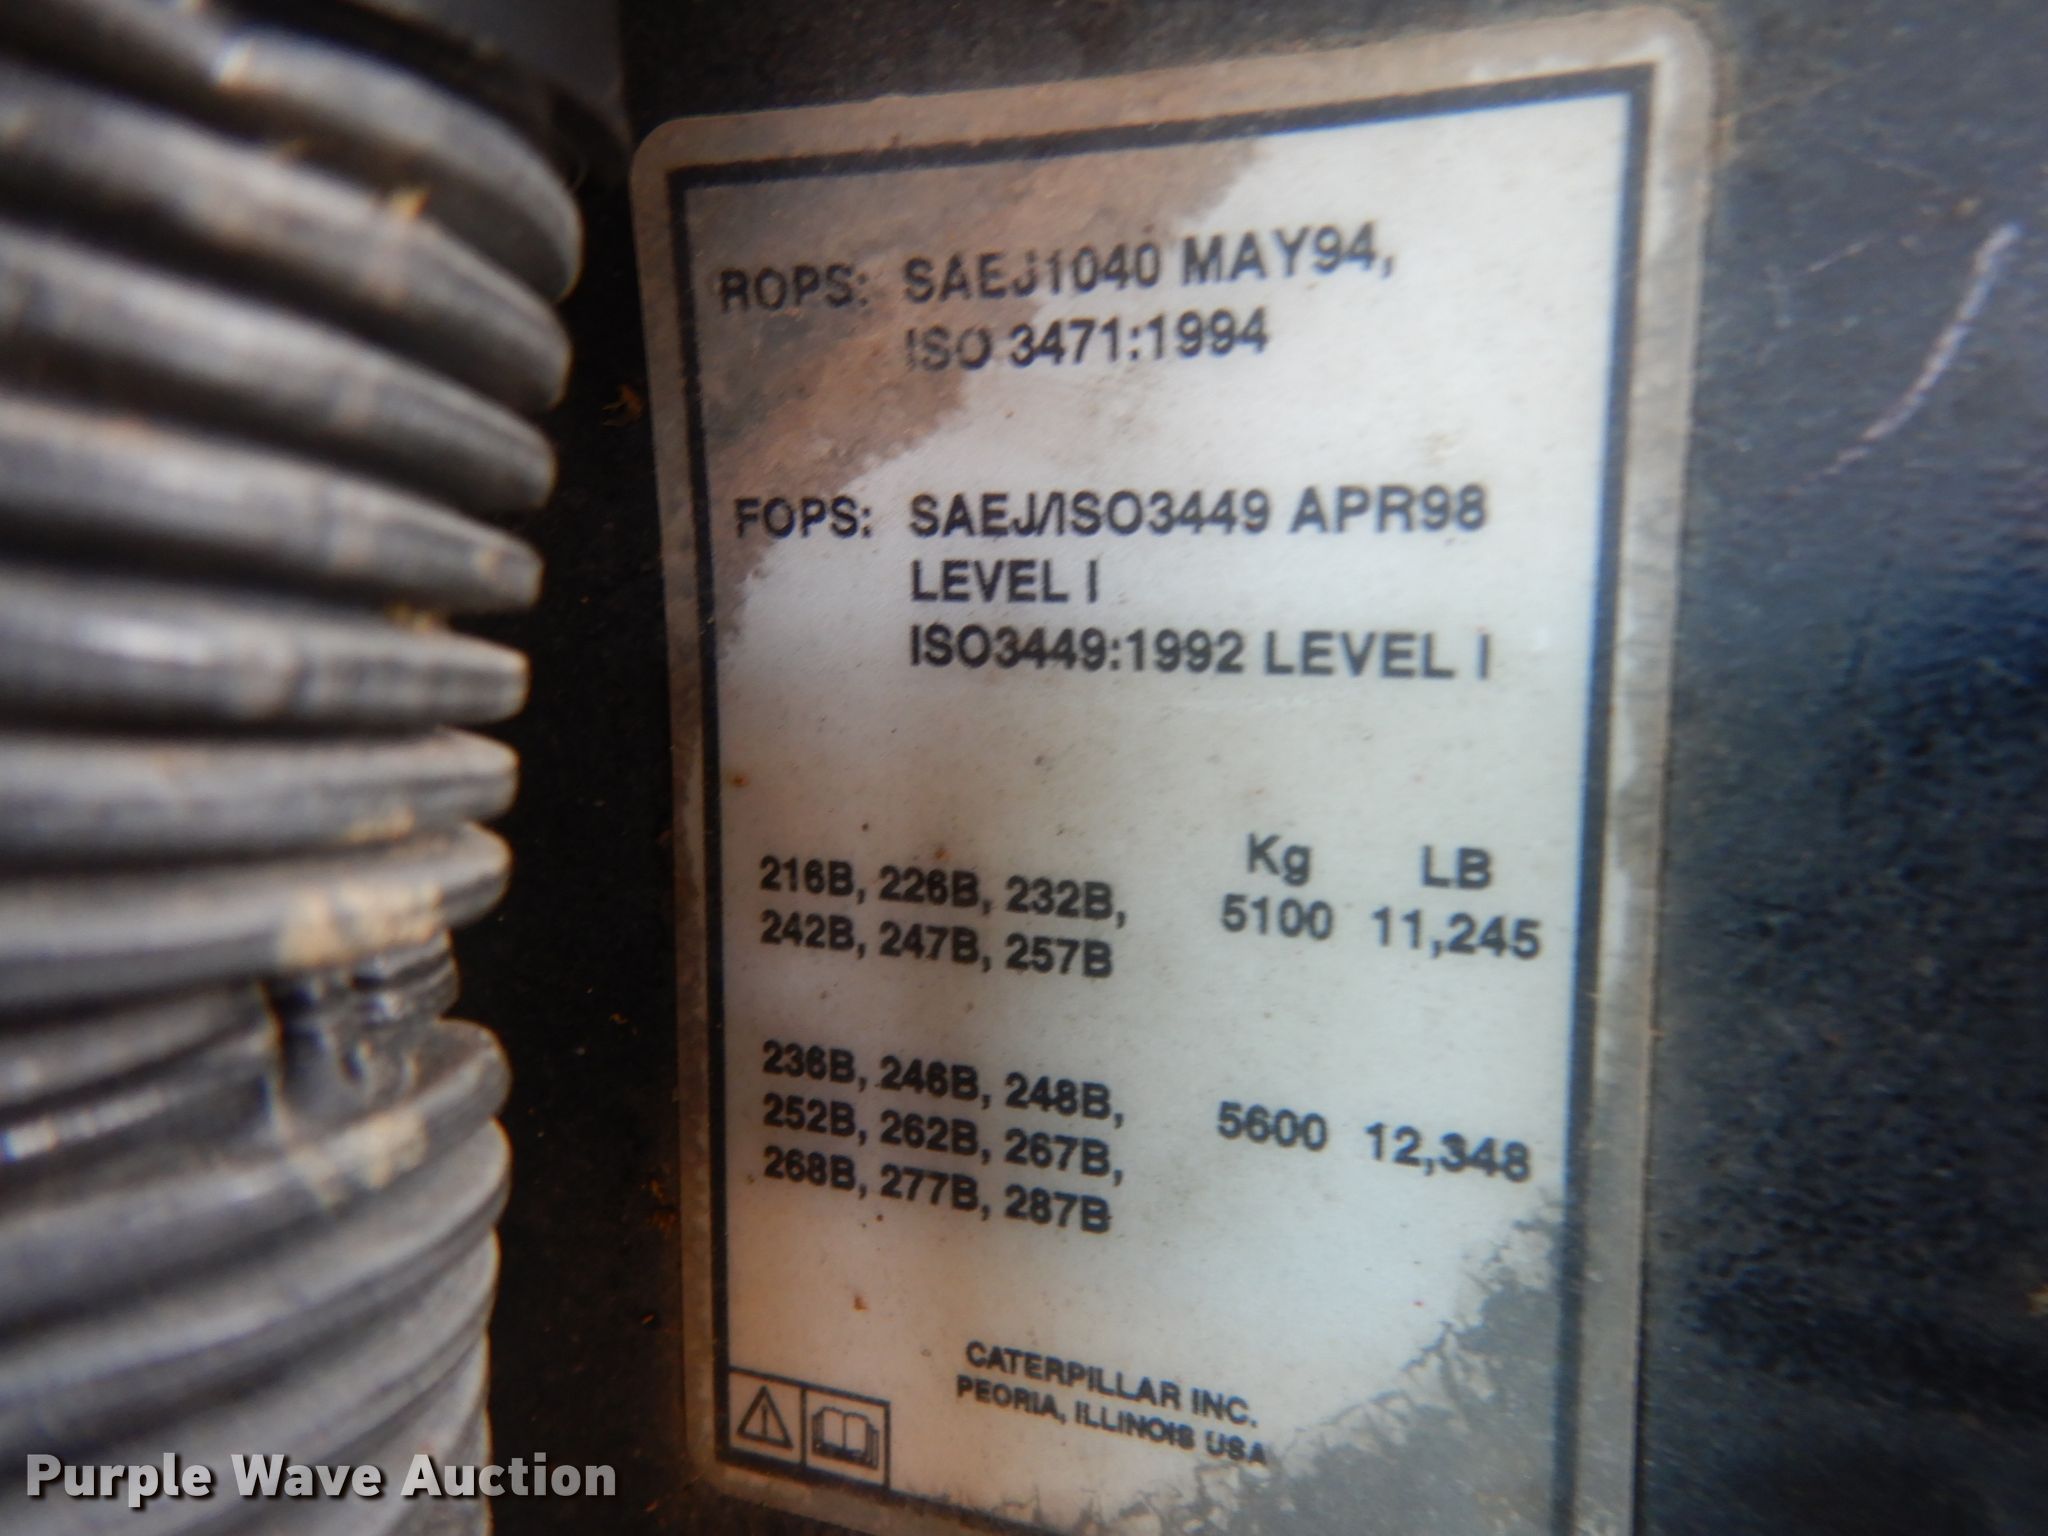 ROPS: SAEJ1040 MAY94,
ISO 3471:1994
FOPS: SAEJ/ISO3449 APR98
LEVEL I
ISO3449:1992 LEVEL I
Kg LB
216B, 226B, 232B, 5100 11,245
242B, 247B, 257B
236B, 246B, 248B, 5600 12,348
252B, 262B, 267B,
268B, 277B, 287B
CATERPILLAR INC.
PEORIA, ILLINOIS USA
Purple Wave Auction